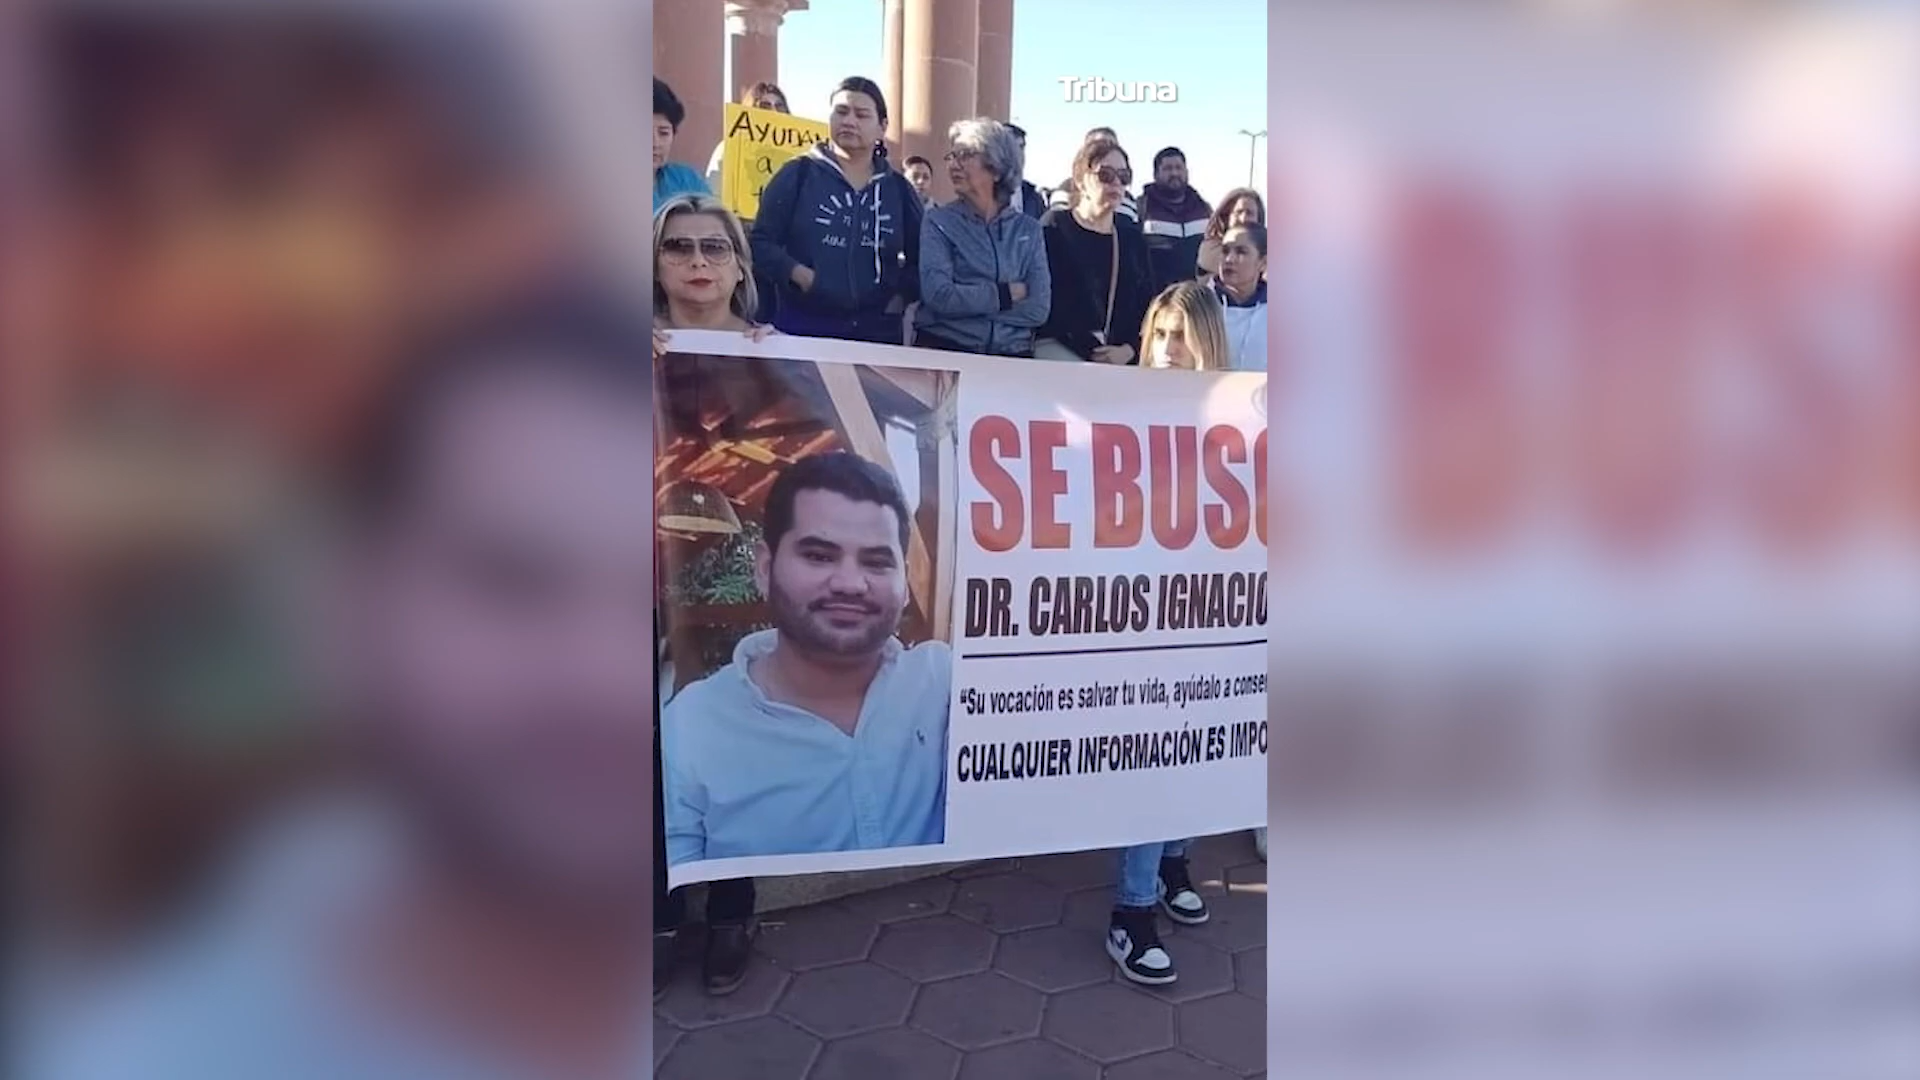 Tribuna
AYUDAN
a
SE BUSC
DR. CARLOS IGNACIO
“Su vocación es salvar tu vida, ayúdalo a conse
CUALQUIER INFORMACIÓN ES IMPO